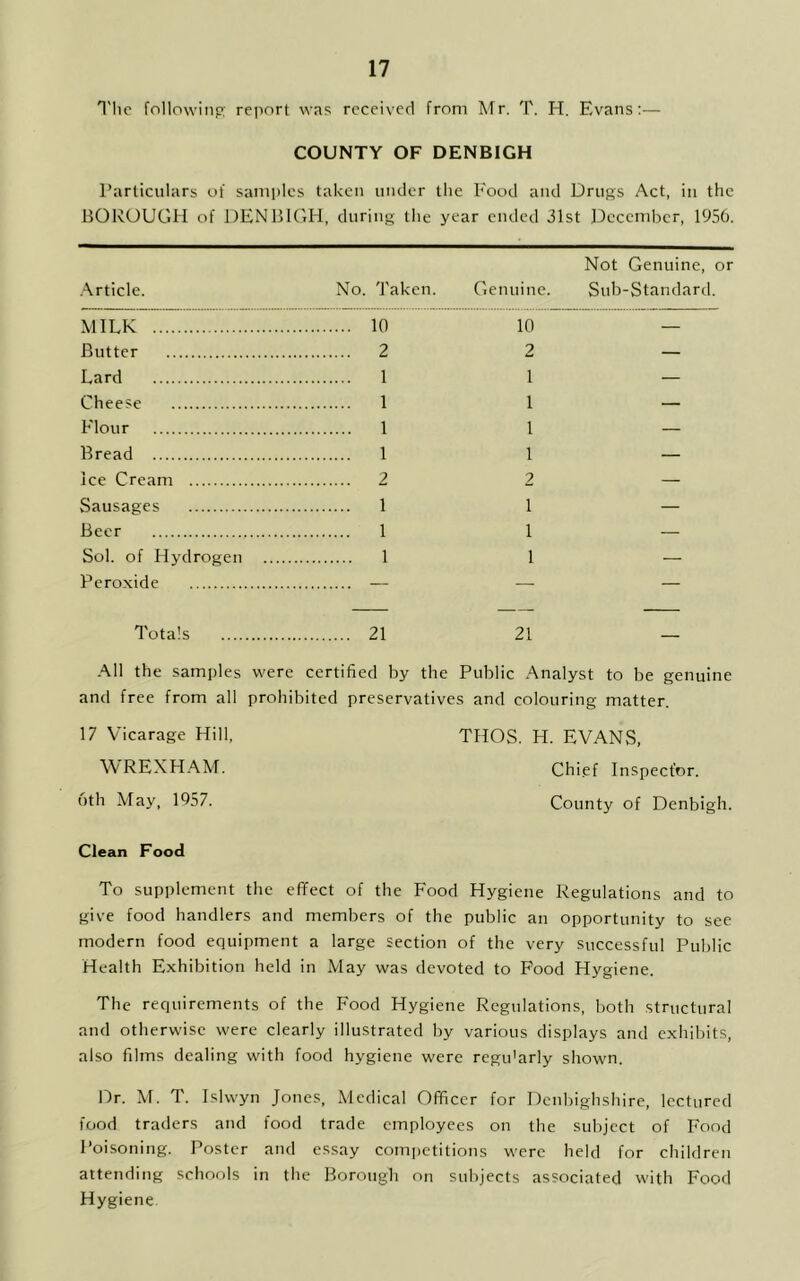 17
The following report was received from Mr. T. H. Evans:—
COUNTY OF DENBIGH
Particulars of samples taken under the Food and Drugs Act, in the
BOROUGH of DENBIGH, during the year ended 31st December, 1956.
Not Genuine, or
Article. No. Taken. Genuine. Sub-Standard.
MILK .......... 10 10 —
Butter .......... 2 2 —
Lard .......... 1 1 —
Cheese .......... 1 1 —
Flour .......... 1 1 —
Bread .......... 1 1 —
Ice Cream .......... 2 2 —
Sausages .......... 1 1 —
Beer .......... 1 1 —
Sol. of Hydrogen .......... 1 1 —
Peroxide .......... — — —
Totals .......... 21 21 —
All the samples were certified by the Public Analyst to be genuine
and free from all prohibited preservatives and colouring matter.
17 Vicarage Hill, THOS. H. EVANS,
WREXHAM. Chief Inspector.
6th May, 1957. County of Denbigh.
Clean Food
To supplement the effect of the Food Hygiene Regulations and to
give food handlers and members of the public an opportunity to see
modern food equipment a large section of the very successful Public
Health Exhibition held in May was devoted to Food Hygiene.
The requirements of the Food Hygiene Regulations, both structural
and otherwise were clearly illustrated by various displays and exhibits,
also films dealing with food hygiene were regularly shown.
Dr. M. T. Islwyn Jones, Medical Officer for Denbighshire, lectured
food traders and food trade employees on the subject of Food
Poisoning. Poster and essay competitions were held for children
attending schools in the Borough on subjects associated with Food
Hygiene.